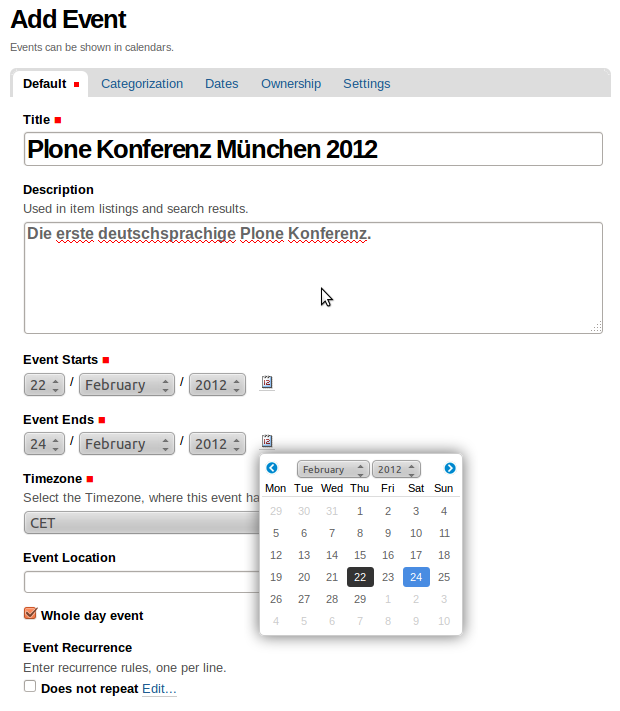 Add Event
Events can be shown in calendars.
Default Categorization Dates Ownership Settings
Title
Plone Konferenz München 2012
Description
Used in item listings and search results.
Die erste deutschsprachige Plone Konferenz.
Event Starts
22 / February / 2012
Event Ends
24 / February / 2012
February 2012
Mon Tue Wed Thu Fri Sat Sun
29 30 31 1 2 3 4
5 6 7 8 9 10 11
12 13 14 15 16 17 18
19 20 21 22 23 24 25
26 27 28 29 1 2 3
4 5 6 7 8 9 10
Timezone
Select the Timezone, where this event ha
CET
Event Location
Whole day event
Event Recurrence
Enter recurrence rules, one per line.
Does not repeat Edit...